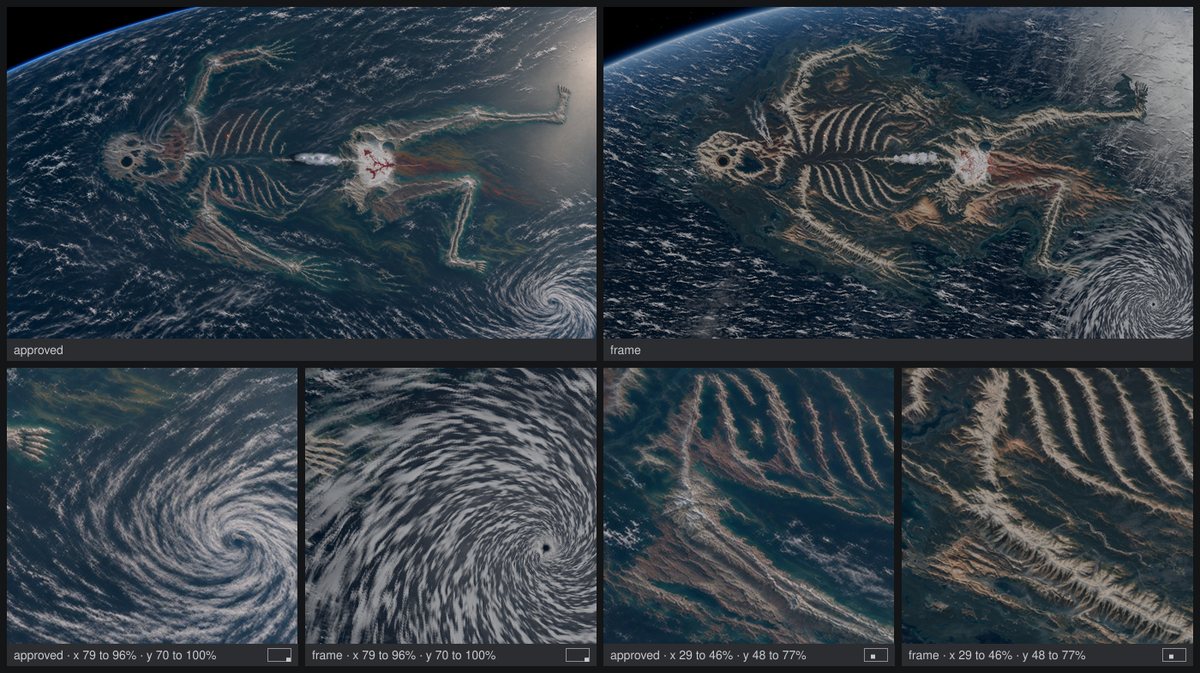 approved
frame
approved · x 79 to 96% · y 70 to 100%
frame · x 79 to 96% · y 70 to 100%
approved · x 29 to 46% · y 48 to 77%
frame · x 29 to 46% · y 48 to 77%